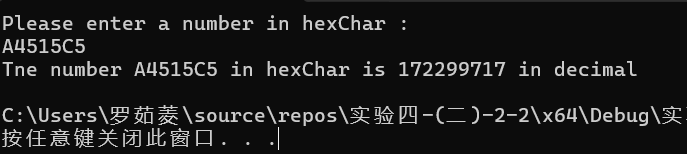 Please enter a number in hexChar :
A4515C5
Tne number A4515C5 in hexChar is 172299717 in decimal
C:\Users\罗茹菱\source\repos\实验四-(二)-2-2\x64\Debug\实
按任意键关闭此窗口. . .